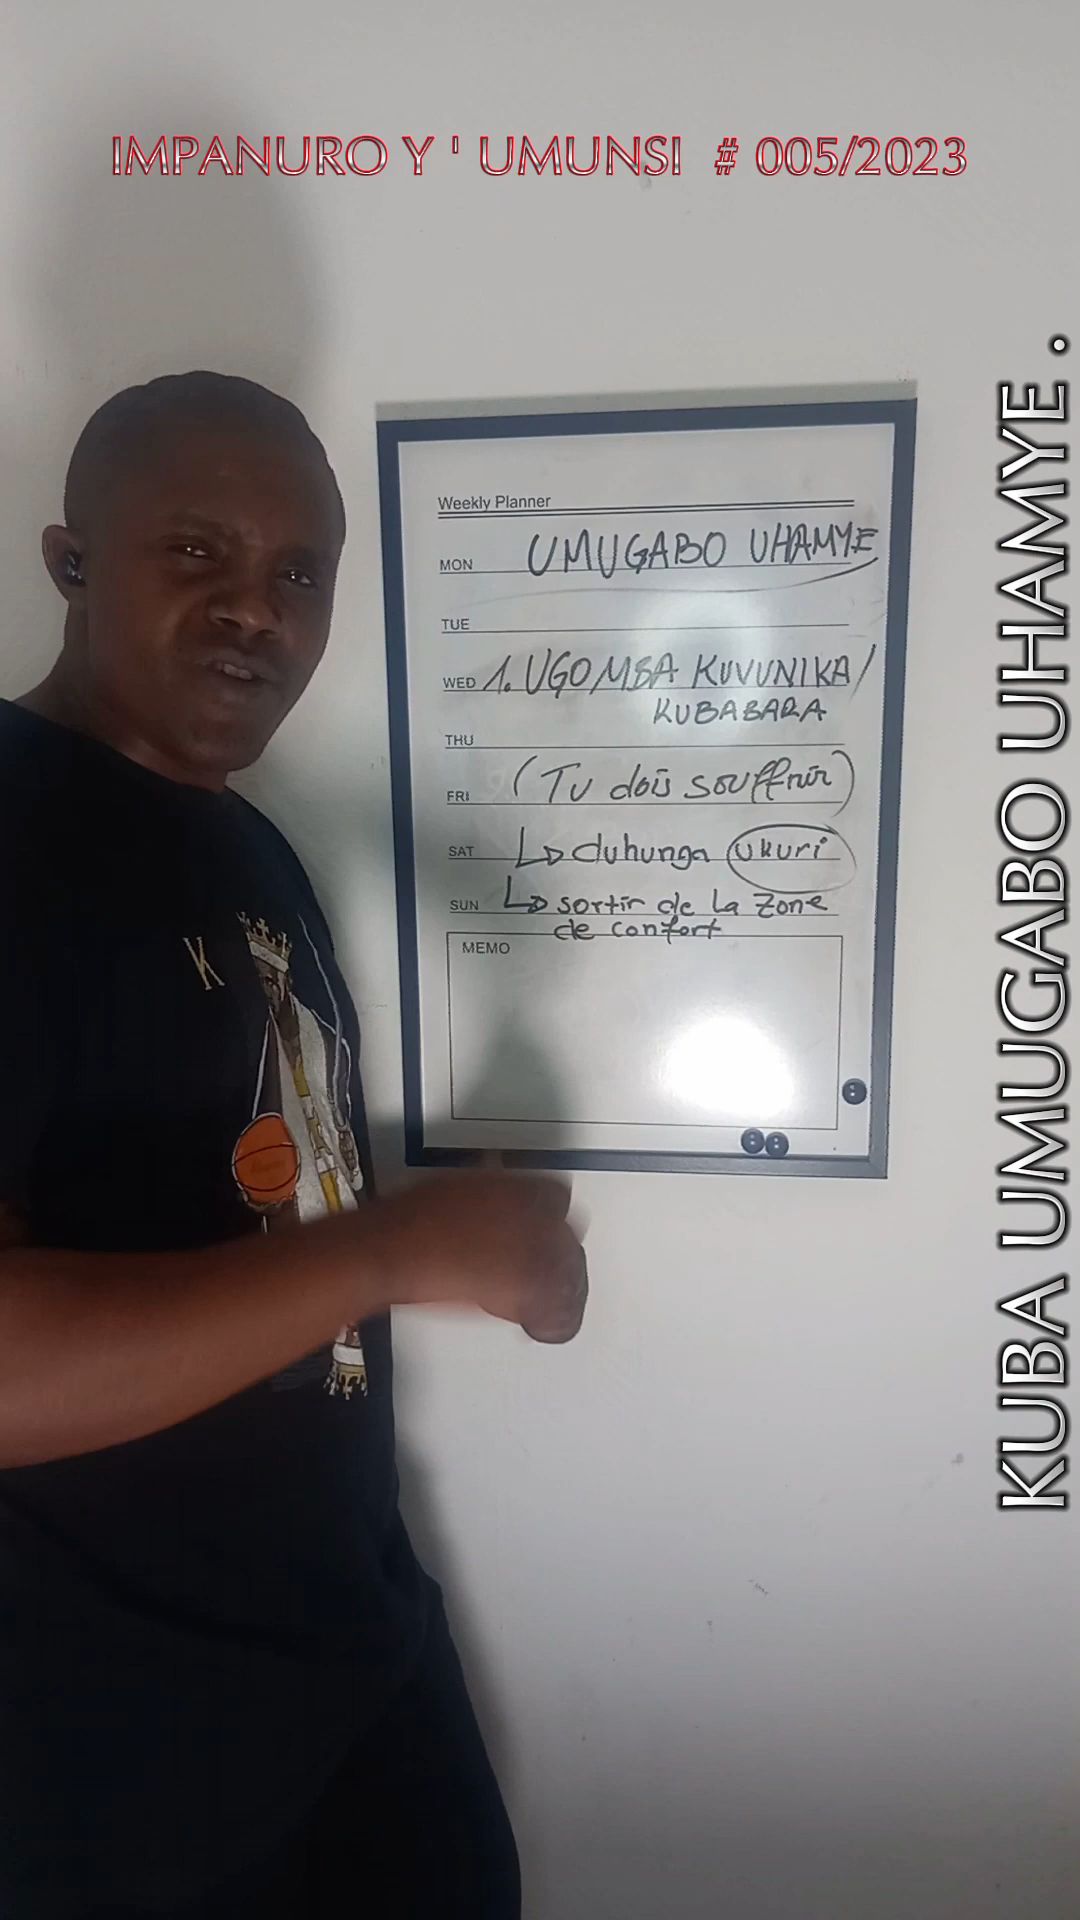 IMPANURO Y ' UMUNSI # 005/2023
KUBA UMUGABO UHAMYE .
Weekly Planner
MON UMUGABO UHAMYE
TUE
WED 1. UGOMBA KUVUNIKA/
KUBABARA
THU
FRI (Tu dois souffrir)
SAT ↳ duhunga ukuri
SUN ↳ sortir de la zone
de confort
MEMO
K